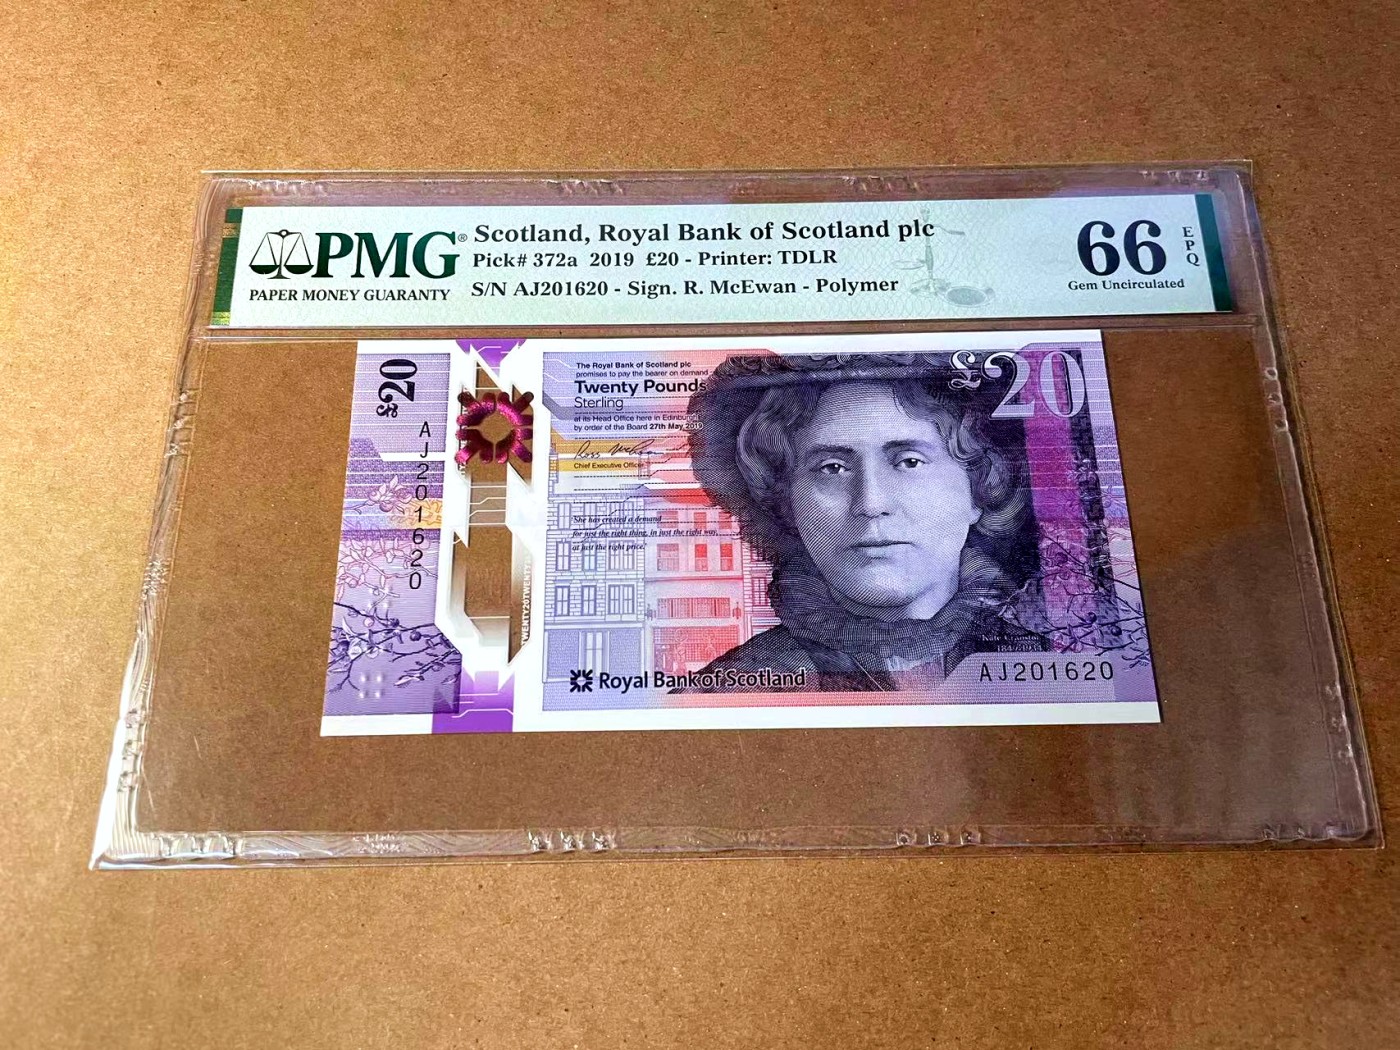 PMG®
PAPER MONEY GUARANTY
Scotland, Royal Bank of Scotland plc
Pick# 372a 2019 £20 - Printer: TDLR
S/N AJ201620 - Sign. R. McEwan - Polymer
66
EPQ
Gem Uncirculated
£20
AJ201620
The Royal Bank of Scotland plc
promises to pay the bearer on demand
Twenty Pounds
Sterling
at its Head Office here in Edinburgh
by order of the Board 27th May 2019
Chief Executive Officer
She has created a demand
for just the right thing, in just the right way,
at just the right price.
£20
Kate Cranston
Royal Bank of Scotland
AJ201620